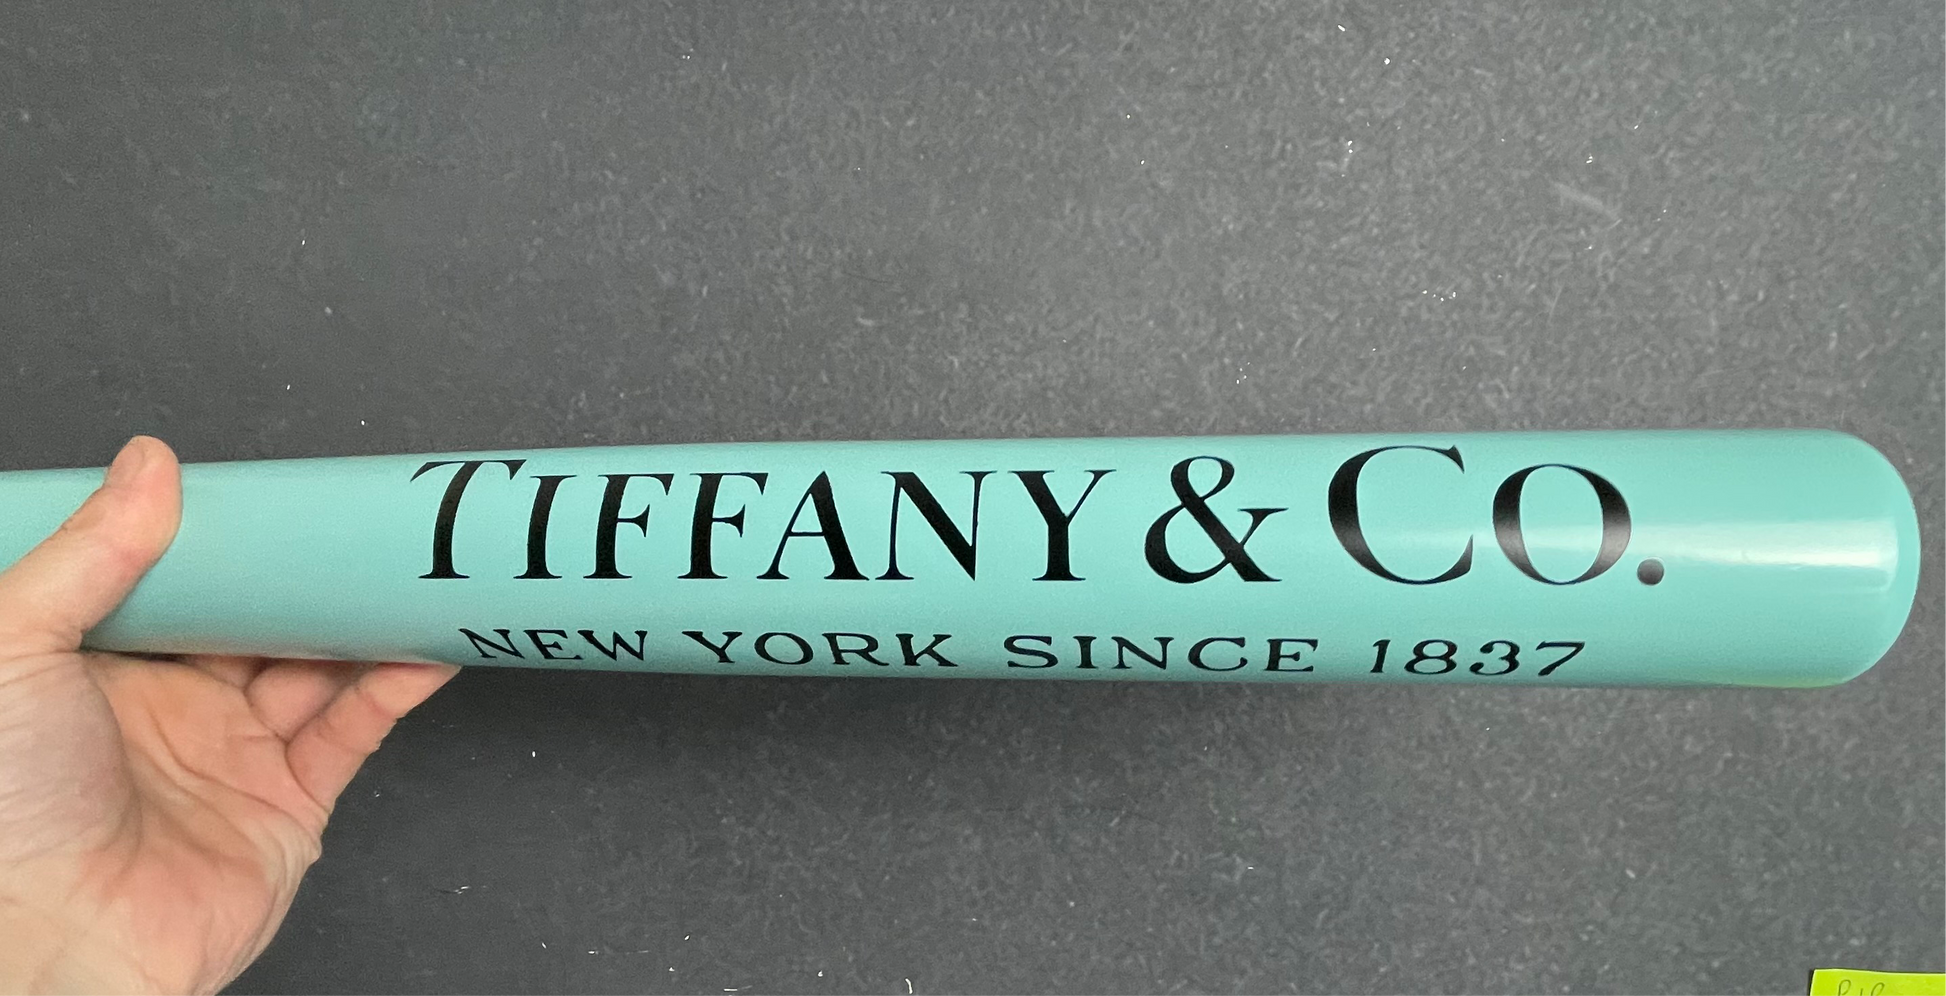 TIFFANY & CO.
NEW YORK SINCE 1837